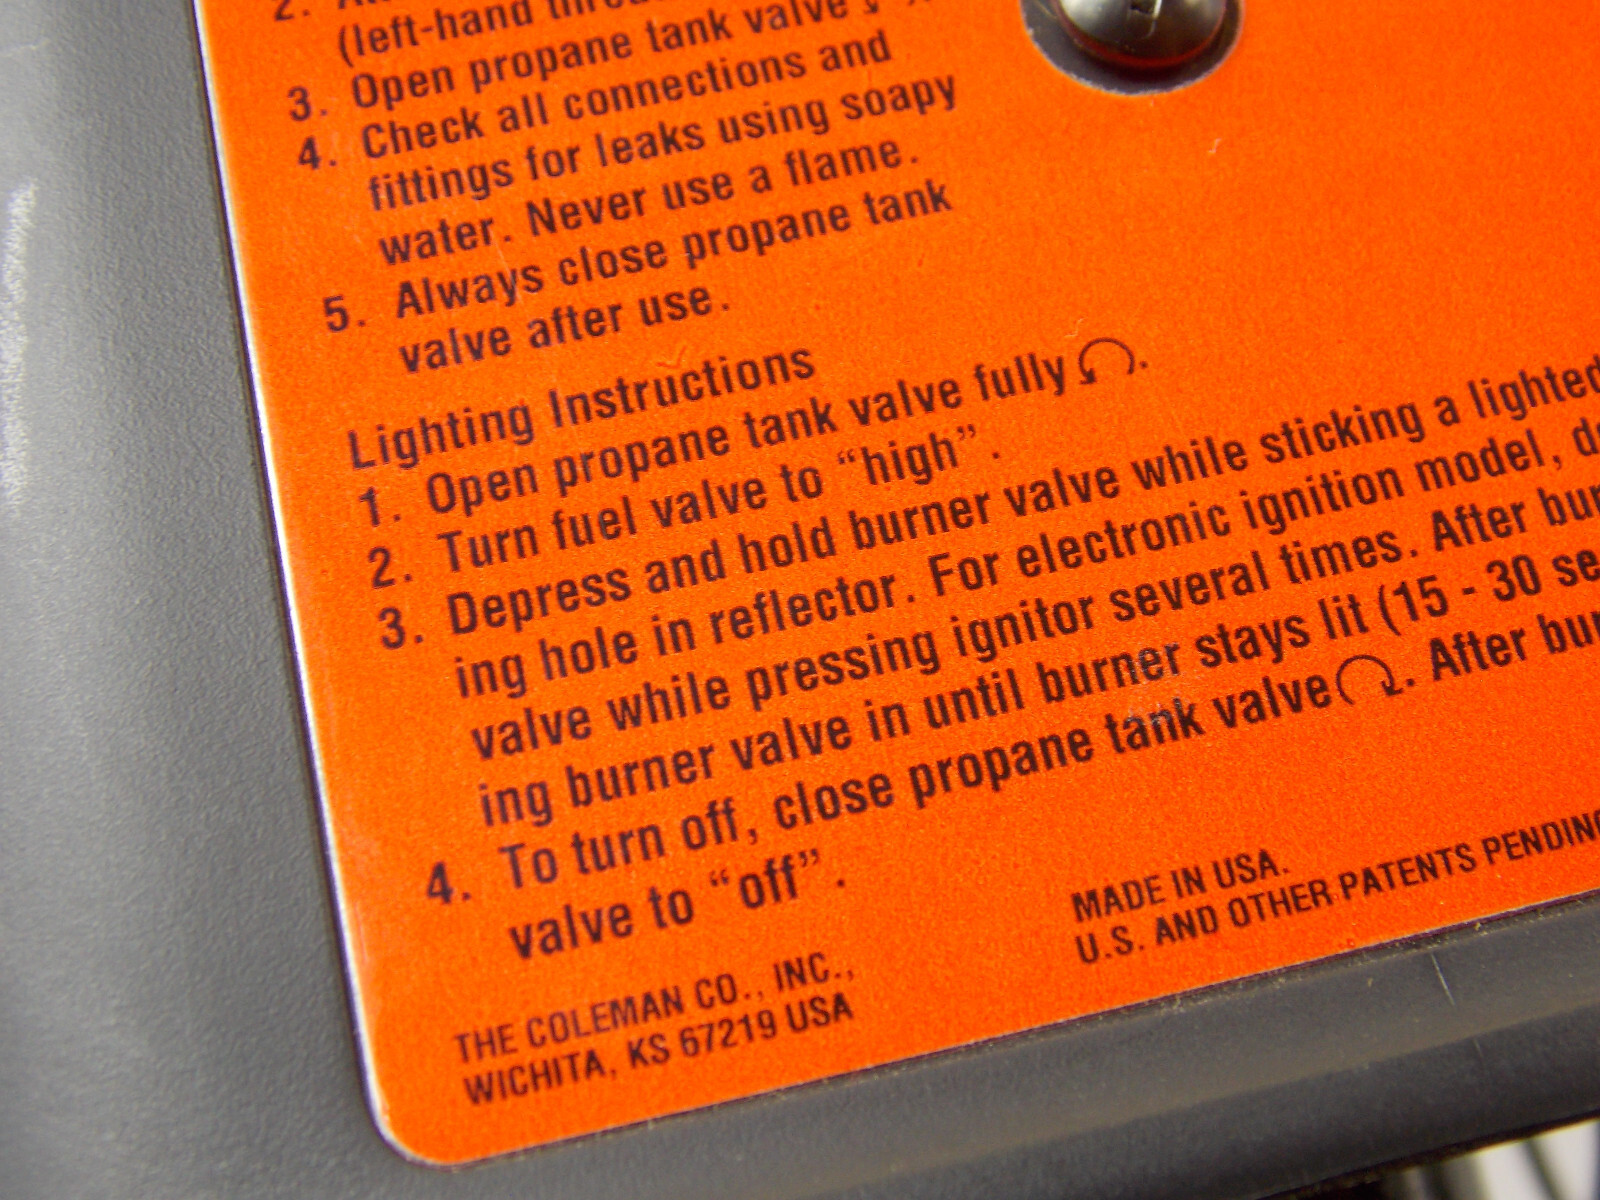 2.
(left-hand
3. Open propane tank valve
4. Check all connections and
fittings for leaks using soapy
water. Never use a flame.
5. Always close propane tank
valve after use.
Lighting Instructions
1. Open propane tank valve fully.
2. Turn fuel valve to “high”.
3. Depress and hold burner valve while sticking a lighted
ing hole in reflector. For electronic ignition model,
valve while pressing ignitor several times. After
ing burner valve in until burner stays lit (15 - 30
4. To turn off, close propane tank valve. After
valve to “off”.
MADE IN USA.
U.S. AND OTHER PATENTS PENDING
THE COLEMAN CO., INC.,
WICHITA, KS 67219 USA